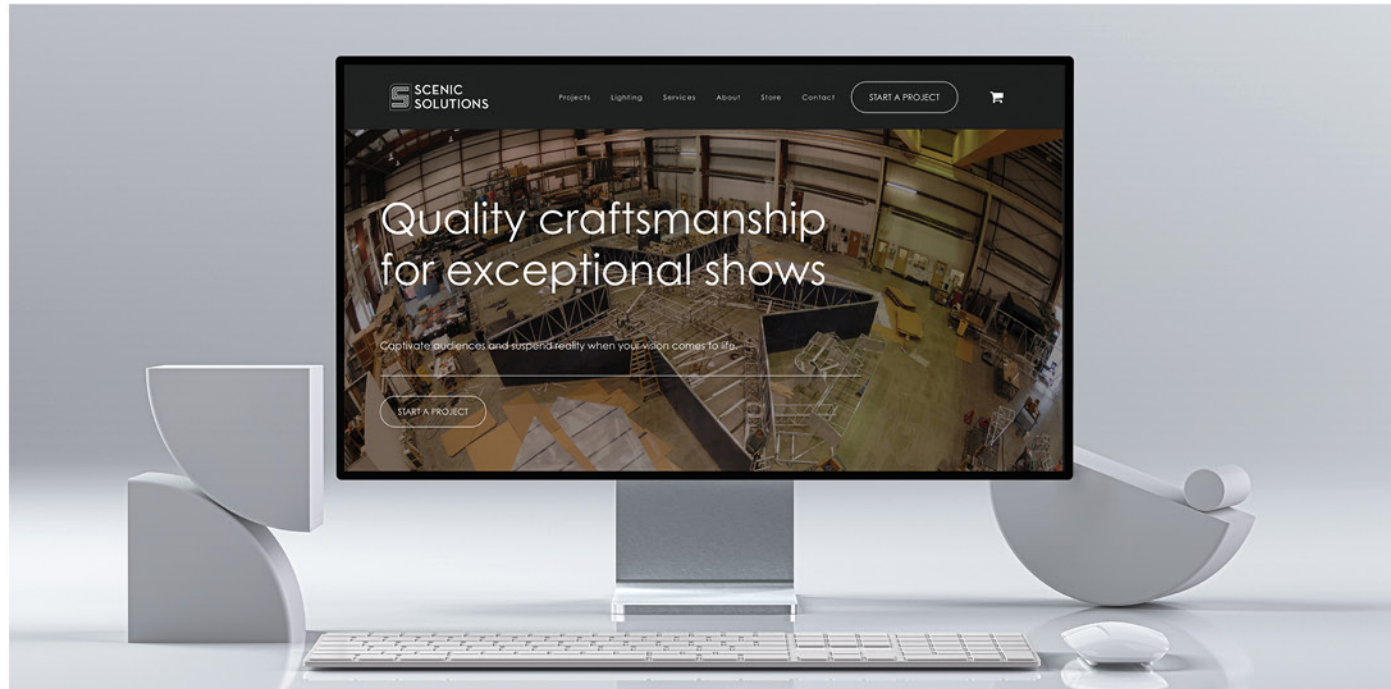 SCENIC
SOLUTIONS
Projects Lighting Services About Store Contact START A PROJECT
Quality craftsmanship
for exceptional shows
Captivate audiences and suspend reality when your vision comes to life.
START A PROJECT